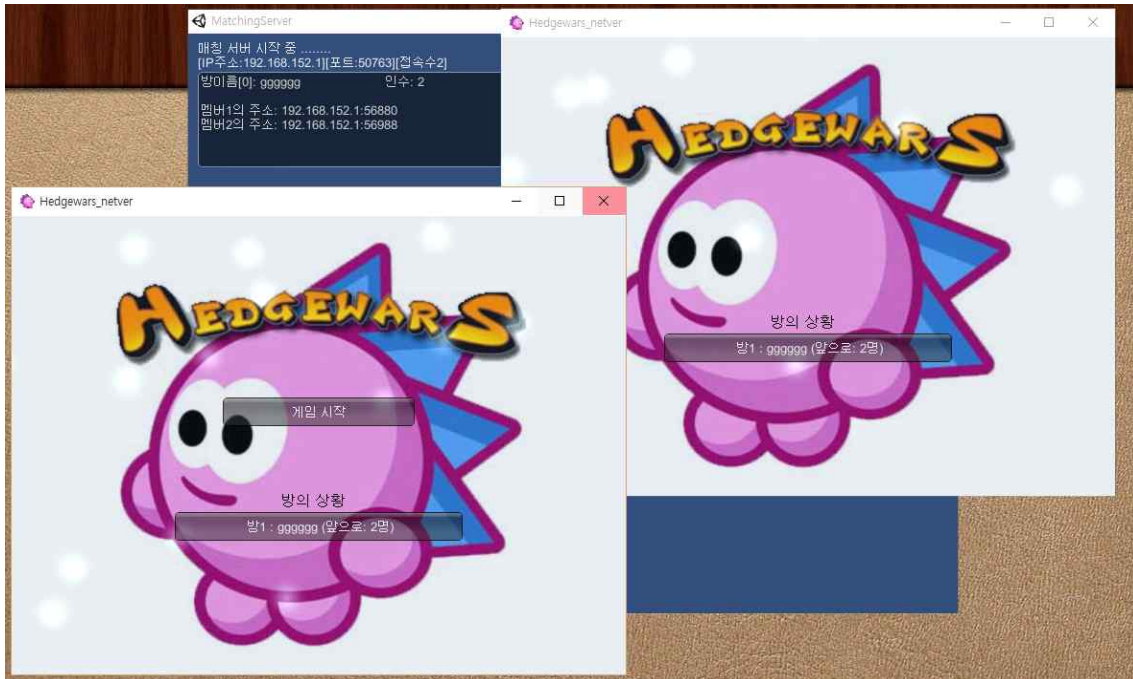 MatchingServer
매칭 서버 시작 중 ........
[IP주소:192.168.152.1][포트:50763][접속수2]
방이름[0]: gggggg 인수: 2
멤버1의 주소: 192.168.152.1:56880
멤버2의 주소: 192.168.152.1:56988
Hedgewars_netver
HEDGEWARS
방의 상황
방1 : gggggg (앞으로: 2명)
Hedgewars_netver
HEDGEWARS
게임 시작
방의 상황
방1 : gggggg (앞으로: 2명)